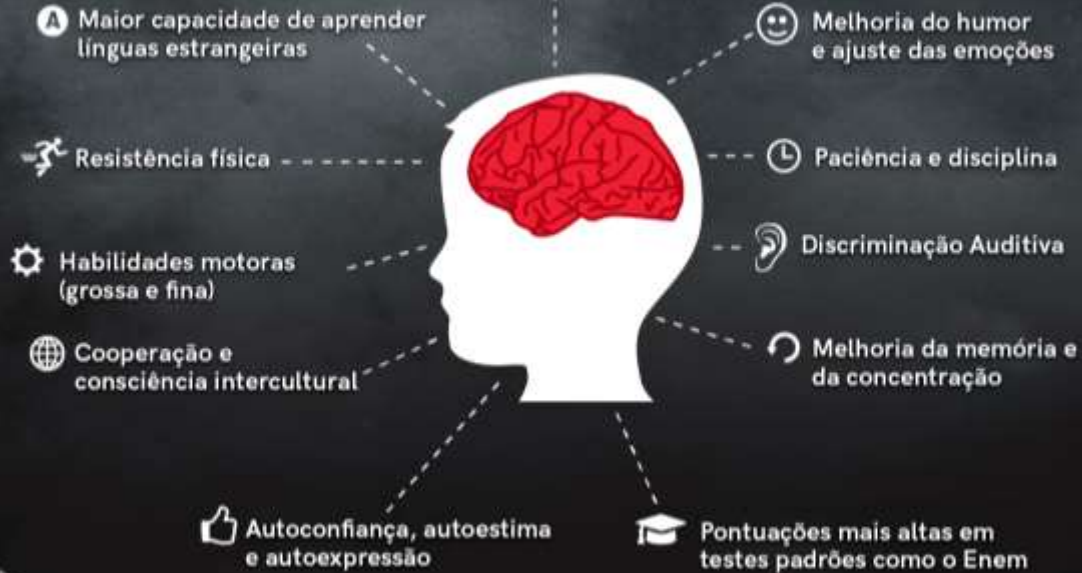 A
Maior capacidade de aprender
línguas estrangeiras
Melhoria do humor
e ajuste das emoções
Resistência física
Paciência e disciplina
Habilidades motoras
(grossa e fina)
Discriminação Auditiva
Cooperação e
consciência intercultural
Melhoria da memória e
da concentração
Autoconfiança, autoestima
e autoexpressão
Pontuações mais altas em
testes padrões como o Enem